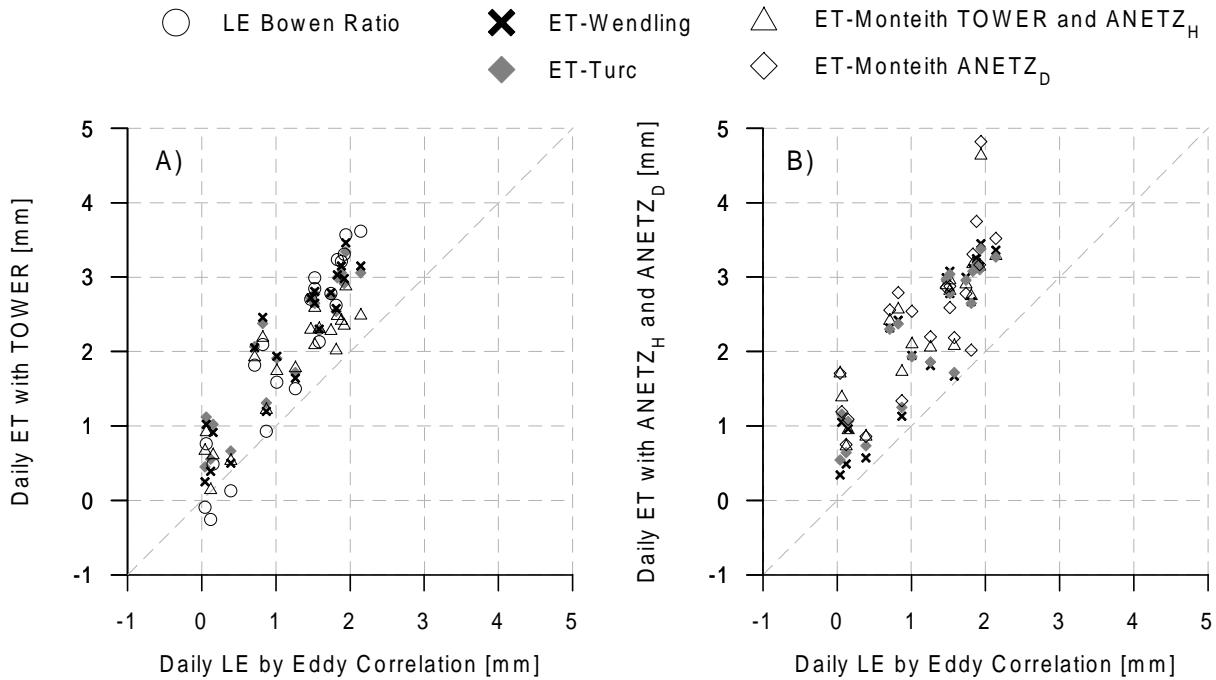 LE Bowen Ratio
ET-Wendling
ET-Monteith TOWER and ANETZ_H
ET-Turc
ET-Monteith ANETZ_D
A)
Daily ET with TOWER [mm]
5
4
3
2
1
0
-1
-1 0 1 2 3 4 5
Daily LE by Eddy Correlation [mm]
B)
Daily ET with ANETZ_H and ANETZ_D [mm]
5
4
3
2
1
0
-1
-1 0 1 2 3 4 5
Daily LE by Eddy Correlation [mm]